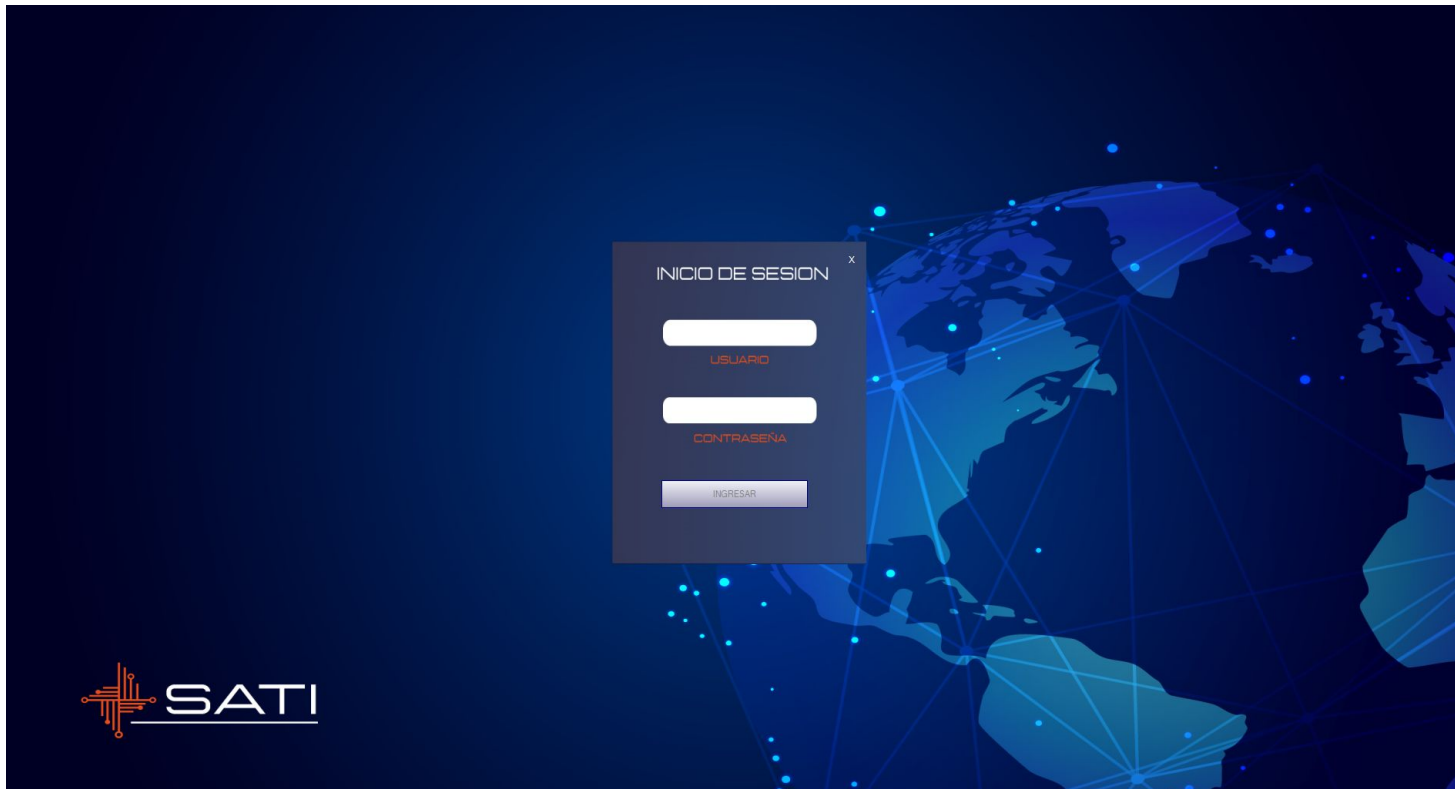 X
INICIO DE SESION
USUARIO
CONTRASEÑA
INGRESAR
SATI